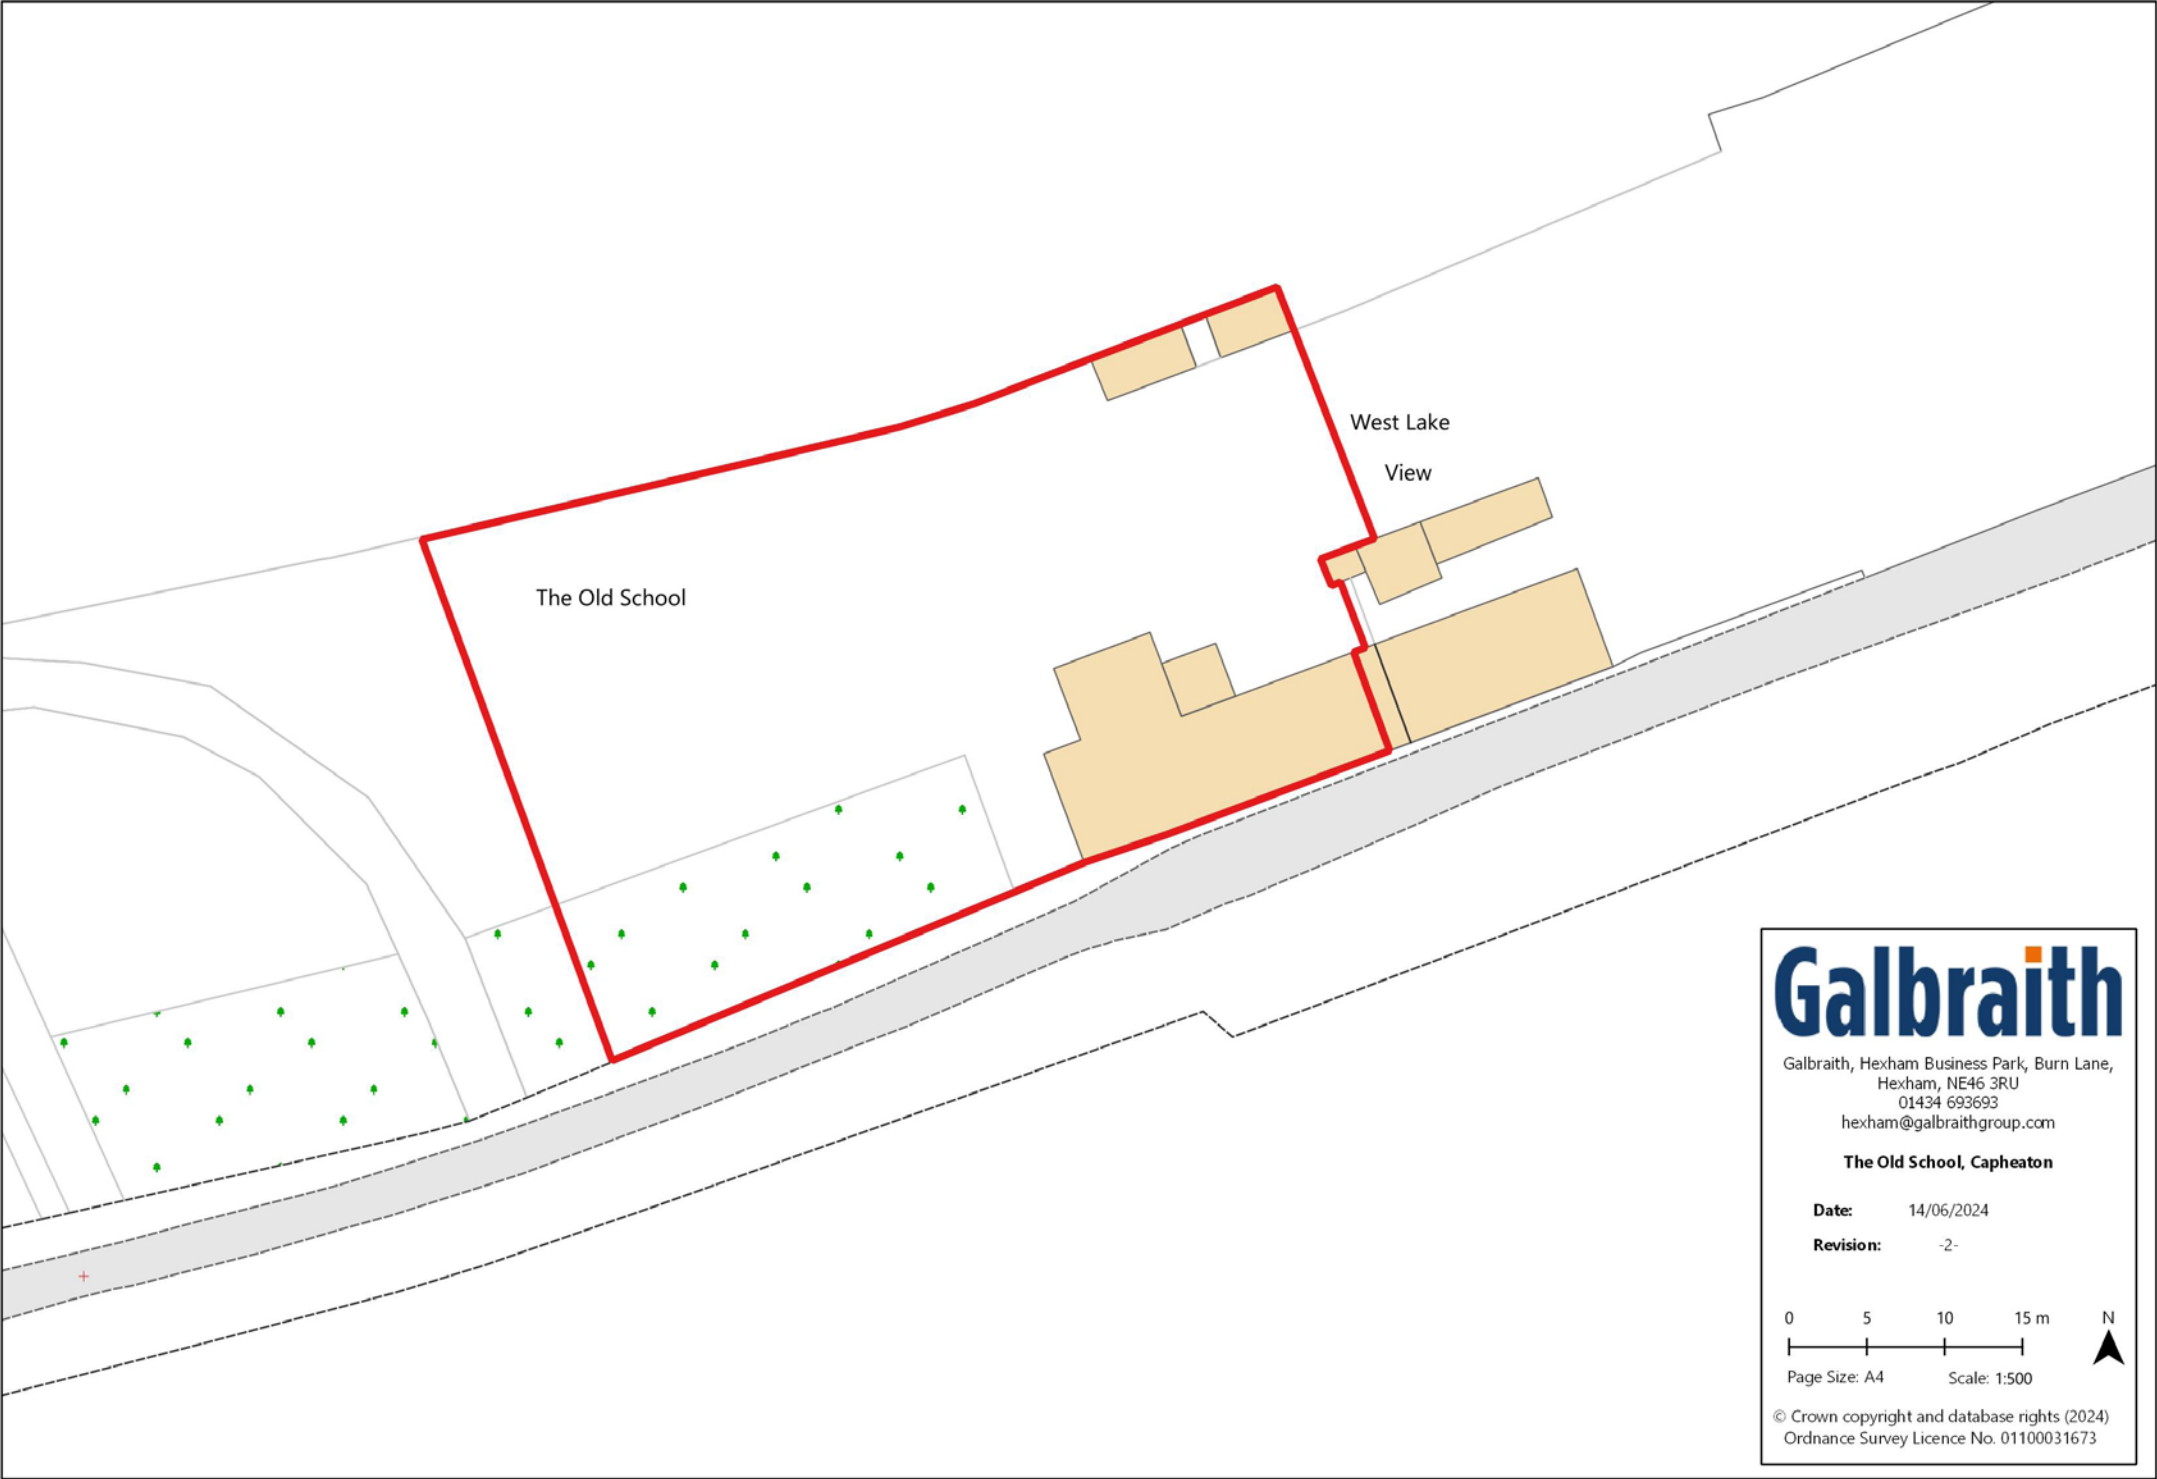 West Lake
View
The Old School
Galbraith
Galbraith, Hexham Business Park, Burn Lane,
Hexham, NE46 3RU
01434 693693
hexham@galbraithgroup.com
The Old School, Capheaton
Date: 14/06/2024
Revision: -2-
0 5 10 15 m N
Page Size: A4 Scale: 1:500
© Crown copyright and database rights (2024)
Ordnance Survey Licence No. 01100031673